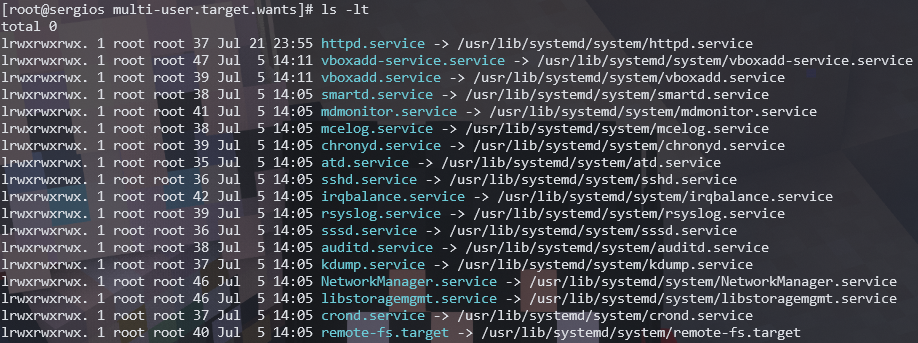 [root@sergios multi-user.target.wants]# ls -lt
total 0
lrwxrwxrwx. 1 root root 37 Jul 21 23:55 httpd.service -> /usr/lib/systemd/system/httpd.service
lrwxrwxrwx. 1 root root 47 Jul  5 14:11 vboxadd-service.service -> /usr/lib/systemd/system/vboxadd-service.service
lrwxrwxrwx. 1 root root 39 Jul  5 14:11 vboxadd.service -> /usr/lib/systemd/system/vboxadd.service
lrwxrwxrwx. 1 root root 38 Jul  5 14:05 smartd.service -> /usr/lib/systemd/system/smartd.service
lrwxrwxrwx. 1 root root 41 Jul  5 14:05 mdmonitor.service -> /usr/lib/systemd/system/mdmonitor.service
lrwxrwxrwx. 1 root root 38 Jul  5 14:05 mcelog.service -> /usr/lib/systemd/system/mcelog.service
lrwxrwxrwx. 1 root root 39 Jul  5 14:05 chronyd.service -> /usr/lib/systemd/system/chronyd.service
lrwxrwxrwx. 1 root root 35 Jul  5 14:05 atd.service -> /usr/lib/systemd/system/atd.service
lrwxrwxrwx. 1 root root 36 Jul  5 14:05 sshd.service -> /usr/lib/systemd/system/sshd.service
lrwxrwxrwx. 1 root root 42 Jul  5 14:05 irqbalance.service -> /usr/lib/systemd/system/irqbalance.service
lrwxrwxrwx. 1 root root 39 Jul  5 14:05 rsyslog.service -> /usr/lib/systemd/system/rsyslog.service
lrwxrwxrwx. 1 root root 36 Jul  5 14:05 sssd.service -> /usr/lib/systemd/system/sssd.service
lrwxrwxrwx. 1 root root 38 Jul  5 14:05 auditd.service -> /usr/lib/systemd/system/auditd.service
lrwxrwxrwx. 1 root root 37 Jul  5 14:05 kdump.service -> /usr/lib/systemd/system/kdump.service
lrwxrwxrwx. 1 root root 46 Jul  5 14:05 NetworkManager.service -> /usr/lib/systemd/system/NetworkManager.service
lrwxrwxrwx. 1 root root 46 Jul  5 14:05 libstoragemgmt.service -> /usr/lib/systemd/system/libstoragemgmt.service
lrwxrwxrwx. 1 root root 37 Jul  5 14:05 crond.service -> /usr/lib/systemd/system/crond.service
lrwxrwxrwx. 1 root root 40 Jul  5 14:05 remote-fs.target -> /usr/lib/systemd/system/remote-fs.target